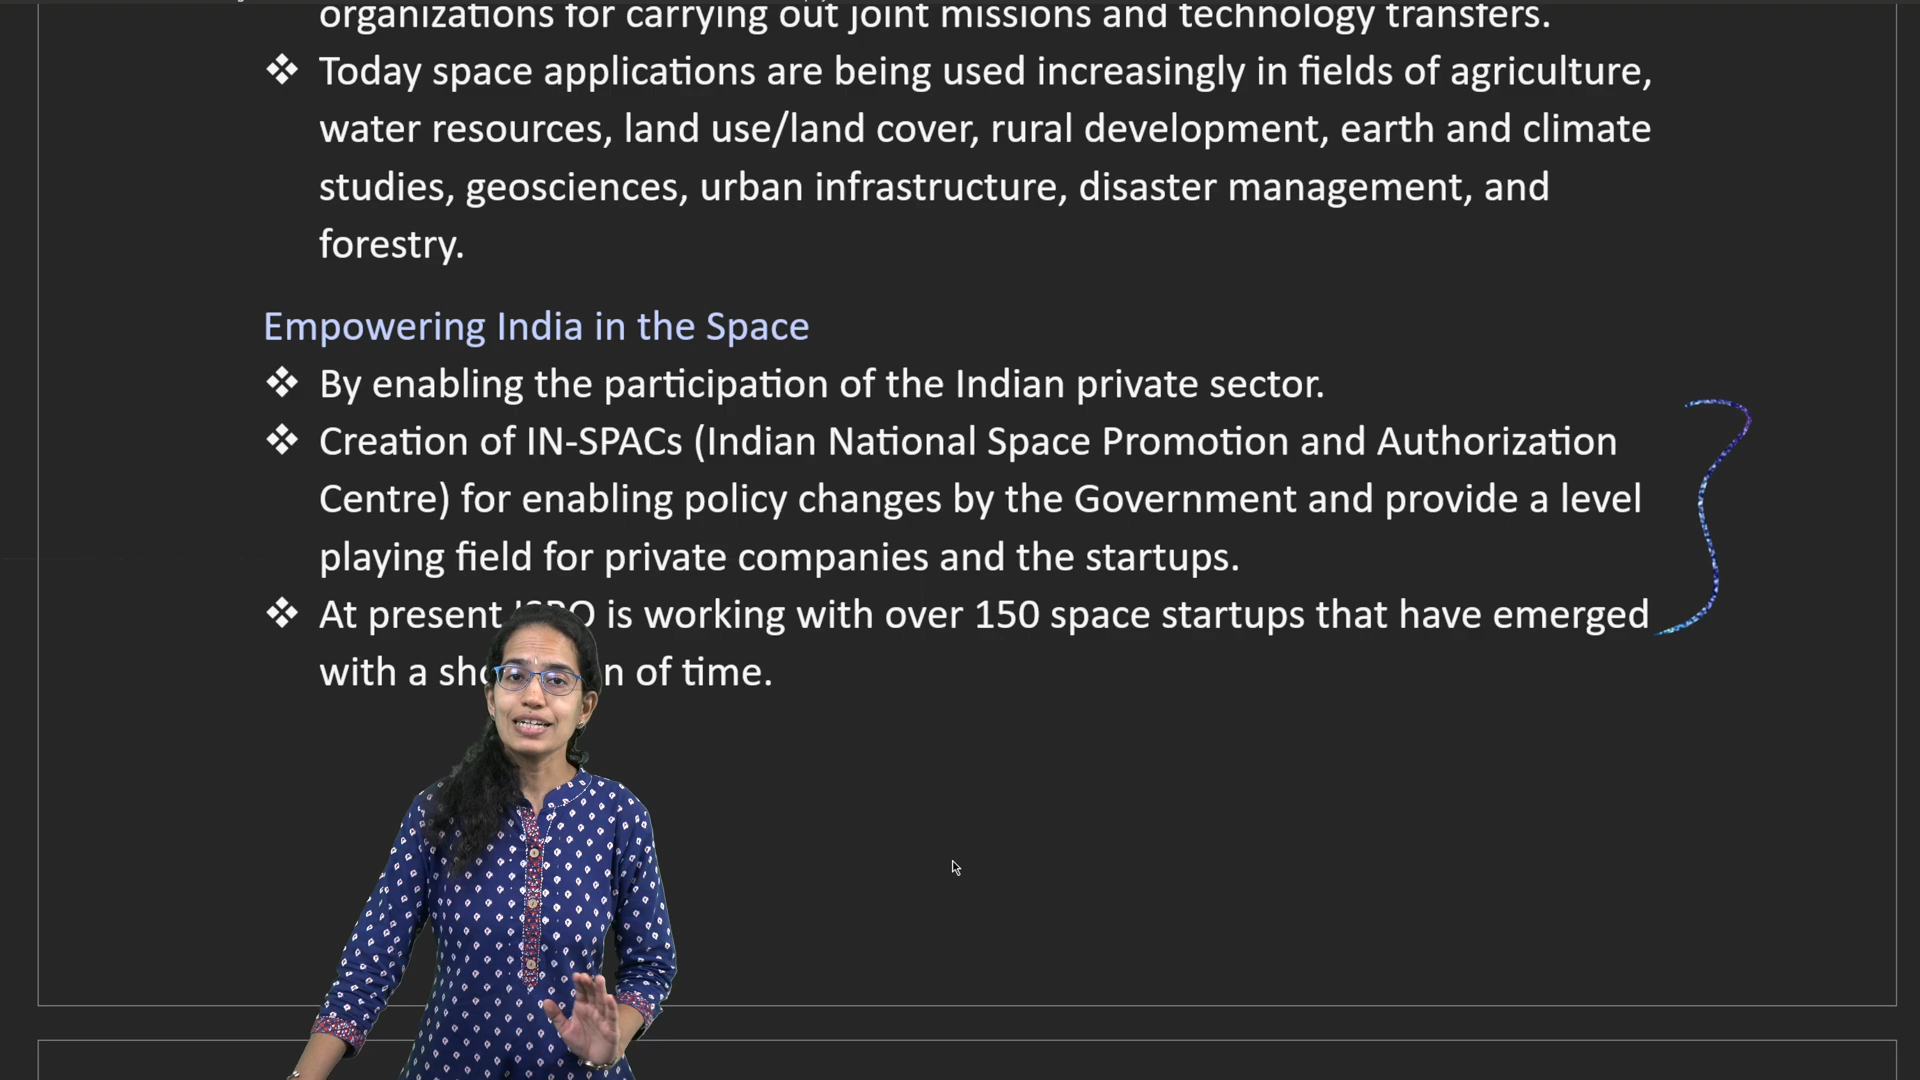 organizations for carrying out joint missions and technology transfers.
❖ Today space applications are being used increasingly in fields of agriculture,
water resources, land use/land cover, rural development, earth and climate
studies, geosciences, urban infrastructure, disaster management, and
forestry.
Empowering India in the Space
❖ By enabling the participation of the Indian private sector.
❖ Creation of IN-SPACs (Indian National Space Promotion and Authorization
Centre) for enabling policy changes by the Government and provide a level
playing field for private companies and the startups.
❖ At present ISRO is working with over 150 space startups that have emerged
with a of time.